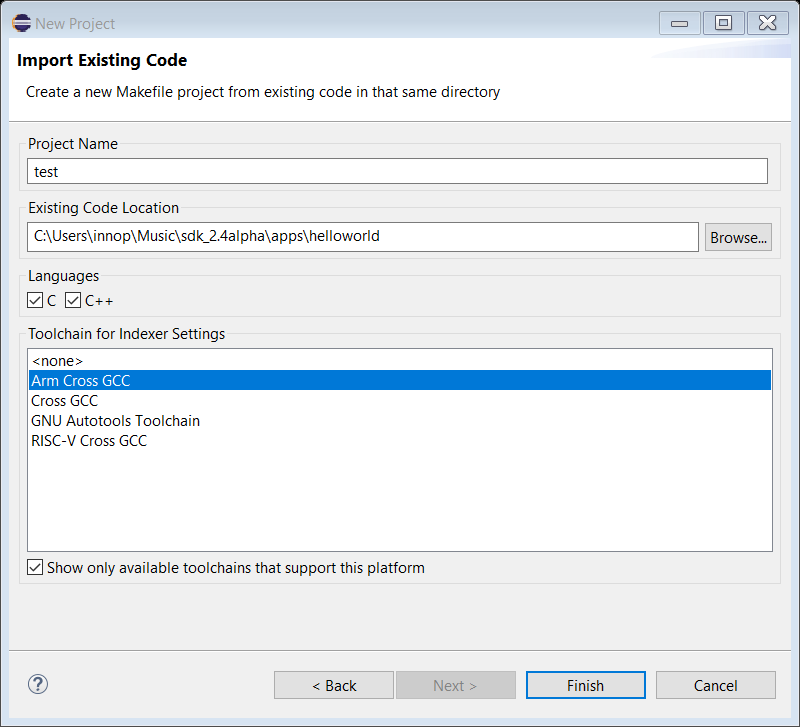 New Project
Import Existing Code
Create a new Makefile project from existing code in that same directory
Project Name
test
Existing Code Location
C:\Users\innop\Music\sdk_2.4alpha\apps\helloworld
Browse...
Languages
C C++
Toolchain for Indexer Settings
<none>
Arm Cross GCC
Cross GCC
GNU Autotools Toolchain
RISC-V Cross GCC
Show only available toolchains that support this platform
? < Back Next > Finish Cancel